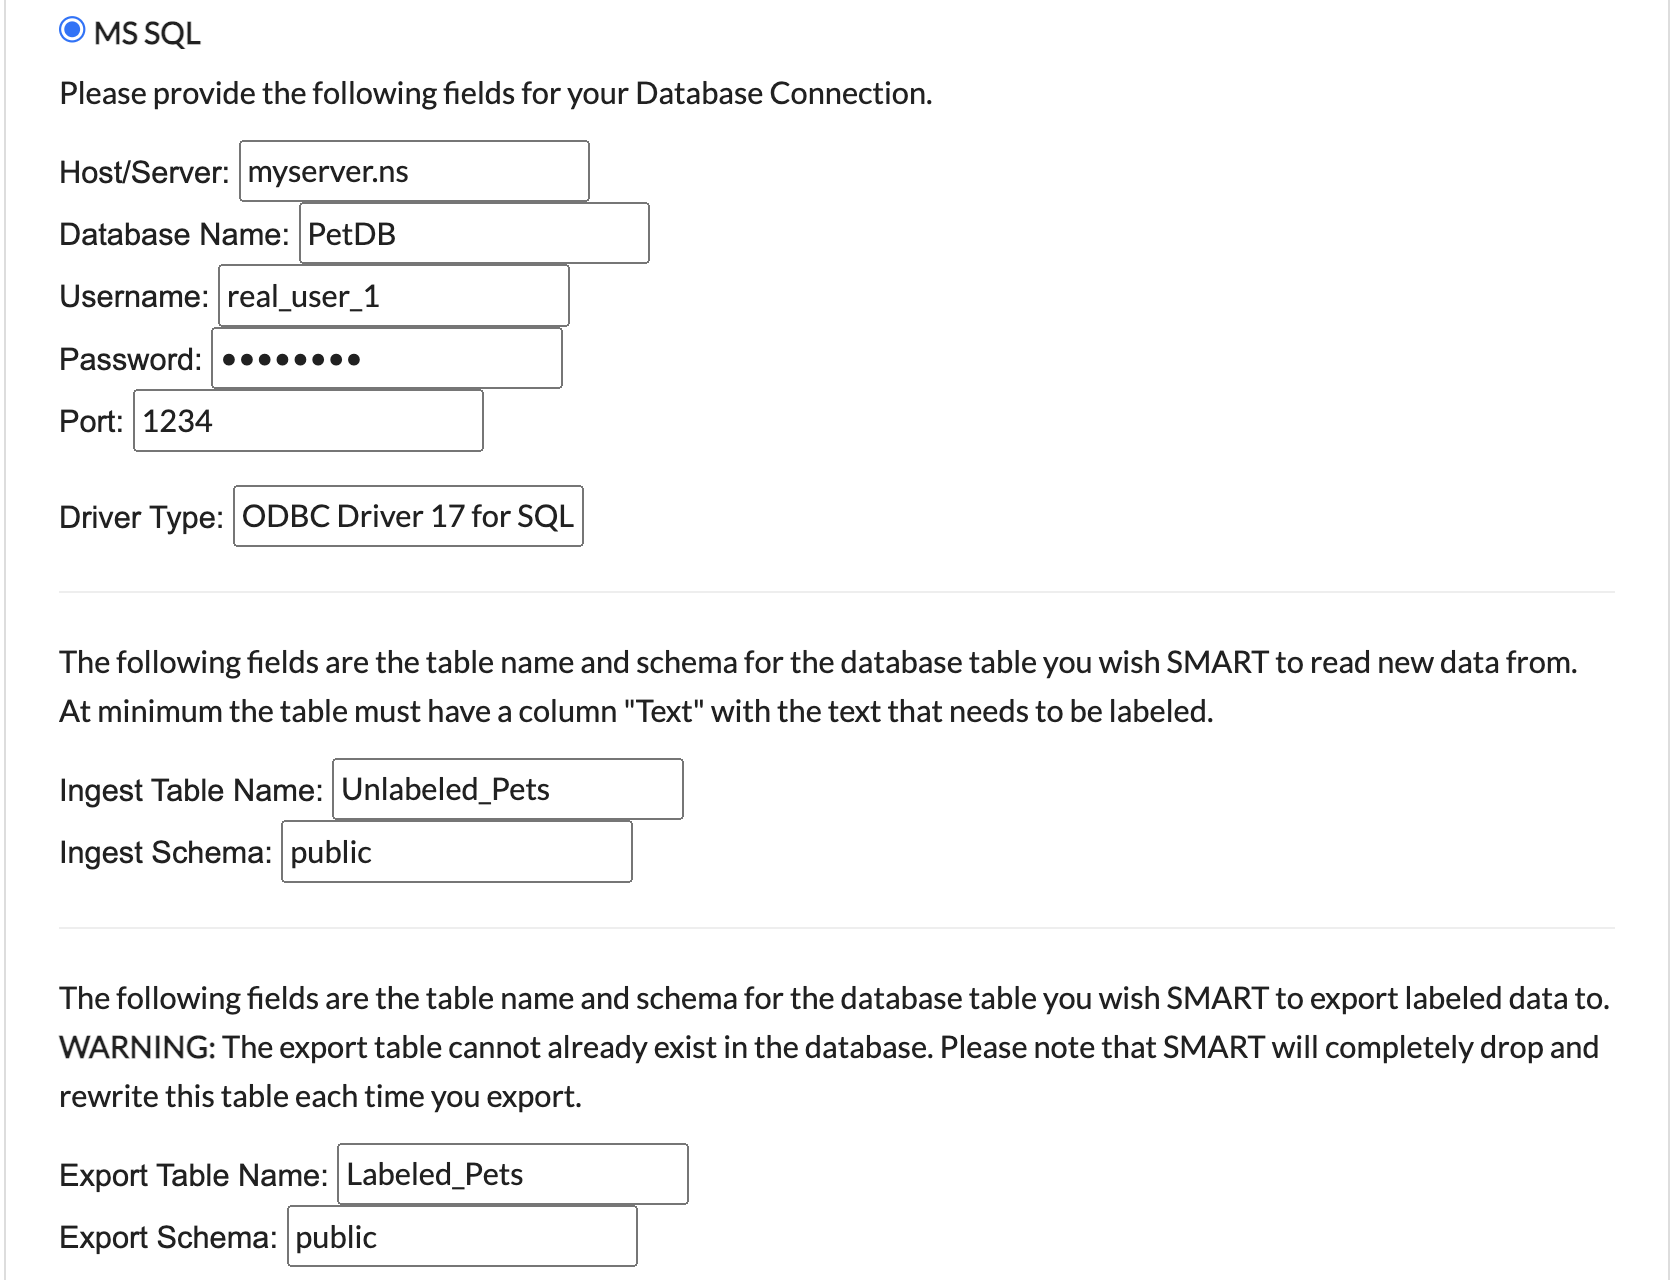 MS SQL
Please provide the following fields for your Database Connection.
Host/Server: myserver.ns
Database Name: PetDB
Username: real_user_1
Password: ••••••••
Port: 1234
Driver Type: ODBC Driver 17 for SQL
The following fields are the table name and schema for the database table you wish SMART to read new data from.
At minimum the table must have a column "Text" with the text that needs to be labeled.
Ingest Table Name: Unlabeled_Pets
Ingest Schema: public
The following fields are the table name and schema for the database table you wish SMART to export labeled data to.
WARNING: The export table cannot already exist in the database. Please note that SMART will completely drop and
rewrite this table each time you export.
Export Table Name: Labeled_Pets
Export Schema: public